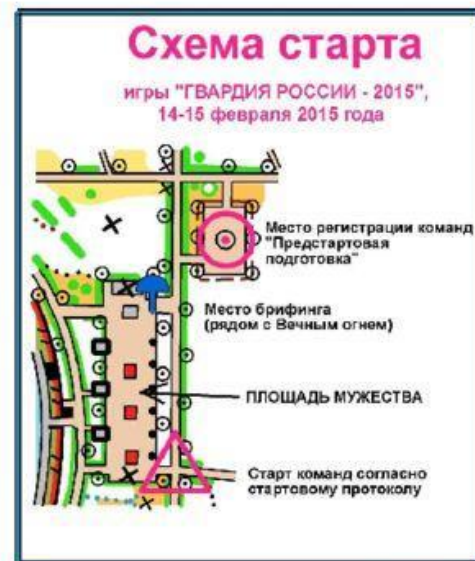 Схема старта
игры "ГВАРДИЯ РОССИИ - 2015",
14-15 февраля 2015 года
Место регистрации команд
"Предстартовая
подготовка"
Место брифинга
(рядом с Вечным огнем)
ПЛОЩАДЬ МУЖЕСТВА
Старт команд согласно
стартовому протоколу